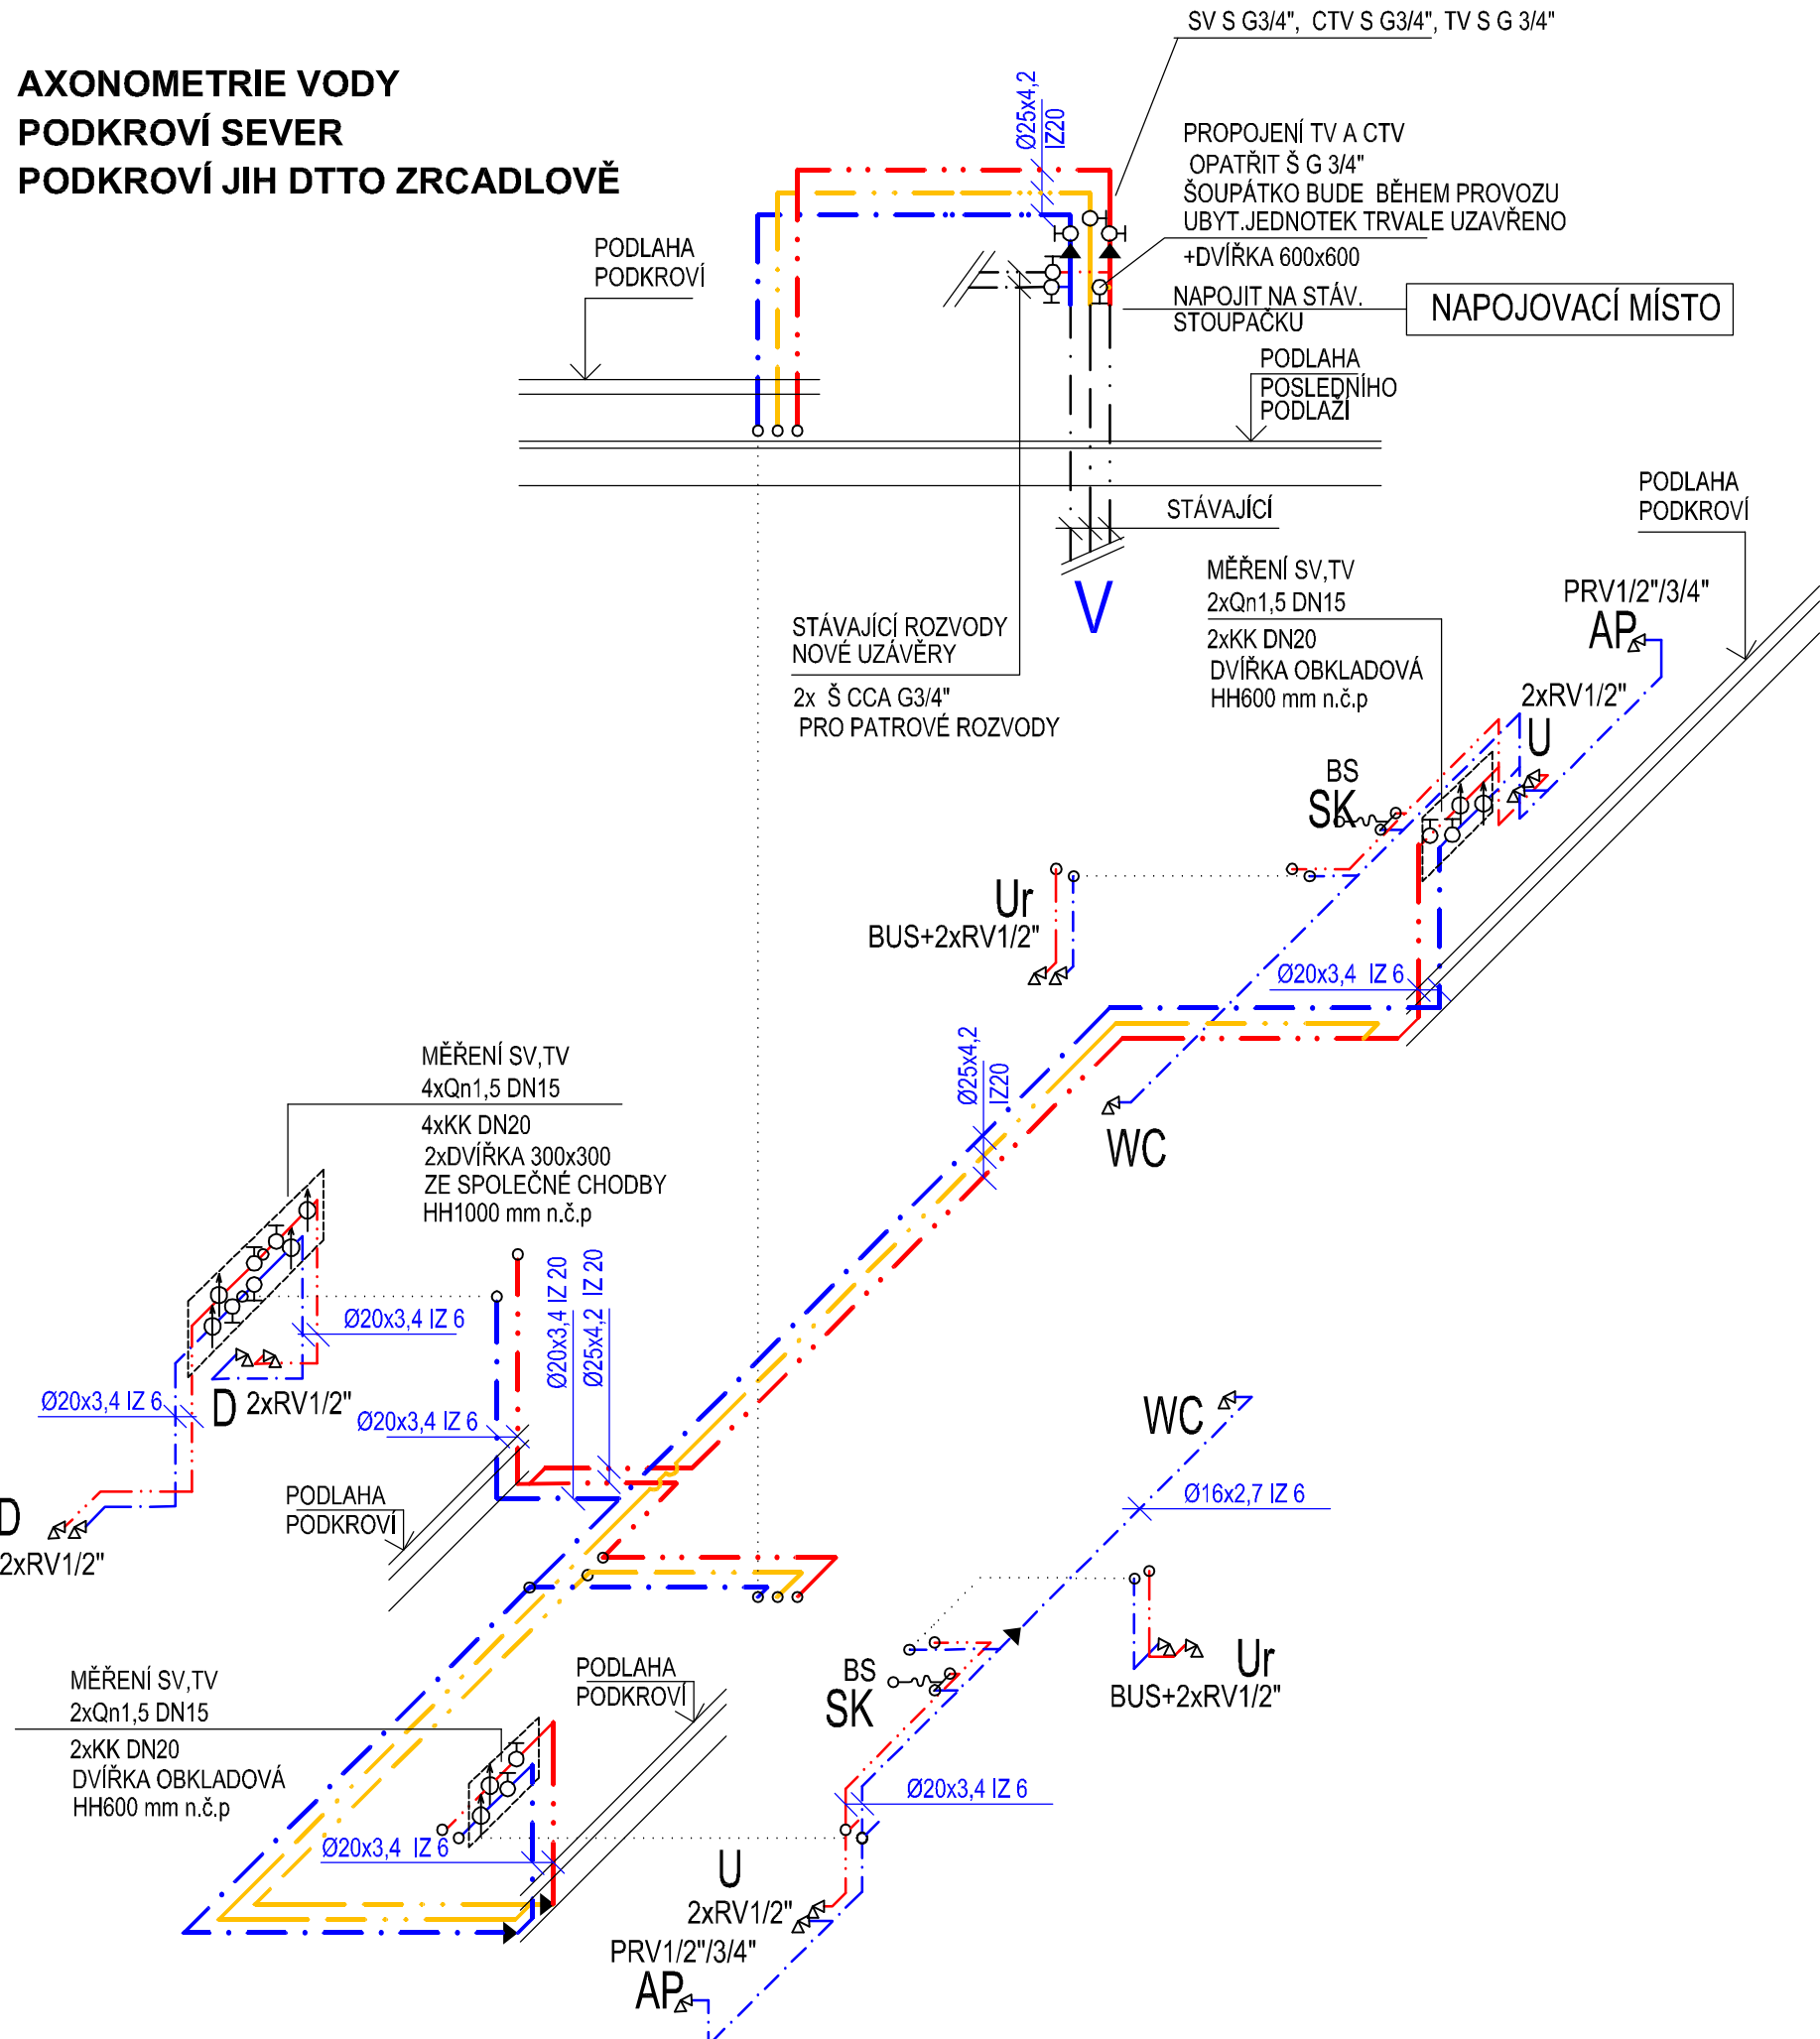 AXONOMETRIE VODY
PODKROVÍ SEVER
PODKROVÍ JIH DTTO ZRCADLOVĚ
SV S G3/4", CTV S G3/4", TV S G 3/4"
Ø25x4,2
IZ20
PROPOJENÍ TV A CTV
OPATŘIT Š G 3/4"
ŠOUPÁTKO BUDE BĚHEM PROVOZU
UBYT.JEDNOTEK TRVALE UZAVŘENO
+DVÍŘKA 600x600
NAPOJIT NA STÁV.
STOUPAČKU
NAPOJOVACÍ MÍSTO
PODLAHA
PODKROVÍ
PODLAHA
POSLEDNÍHO
PODLAŽÍ
STÁVAJÍCÍ
V
PODLAHA
PODKROVÍ
STÁVAJÍCÍ ROZVODY
NOVÉ UZÁVĚRY
2x Š CCA G3/4"
PRO PATROVÉ ROZVODY
MĚŘENÍ SV,TV
2xQn1,5 DN15
2xKK DN20
DVÍŘKA OBKLADOVÁ
HH600 mm n.č.p
PRV1/2"/3/4"
AP
2xRV1/2"
U
BS
SK
Ur
BUS+2xRV1/2"
Ø20x3,4 IZ 6
Ø25x4,2
IZ20
WC
MĚŘENÍ SV,TV
4xQn1,5 DN15
4xKK DN20
2xDVÍŘKA 300x300
ZE SPOLEČNÉ CHODBY
HH1000 mm n.č.p
Ø20x3,4 IZ 20
Ø25x4,2 IZ 20
Ø20x3,4 IZ 6
Ø20x3,4 IZ 6
D 2xRV1/2"
Ø20x3,4 IZ 6
D
2xRV1/2"
PODLAHA
PODKROVÍ
WC
Ø16x2,7 IZ 6
Ur
BUS+2xRV1/2"
BS
SK
PODLAHA
PODKROVÍ
MĚŘENÍ SV,TV
2xQn1,5 DN15
2xKK DN20
DVÍŘKA OBKLADOVÁ
HH600 mm n.č.p
Ø20x3,4 IZ 6
Ø20x3,4 IZ 6
U
2xRV1/2"
PRV1/2"/3/4"
AP